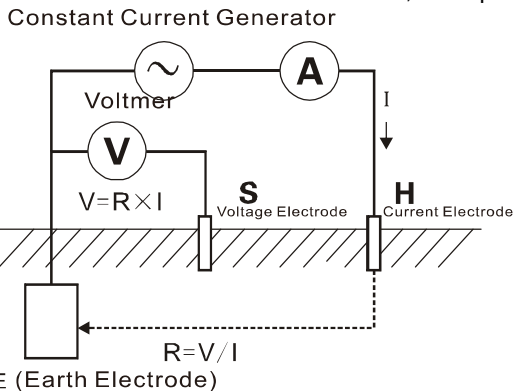 Constant Current Generator
A
I
Voltmer
V
V=R×I
S
Voltage Electrode
H
Current Electrode
R=V/I
E (Earth Electrode)